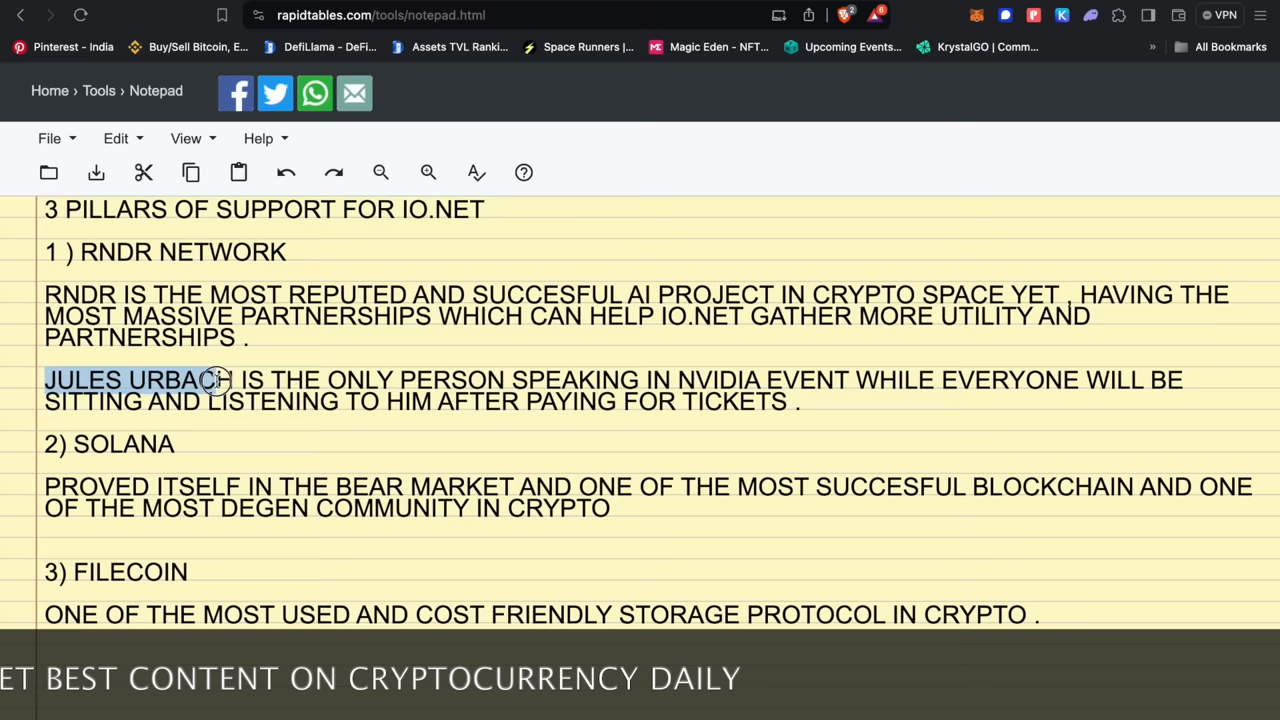 rapidtables.com/tools/notepad.html
2
6
VPN
Pinterest - India
Buy/Sell Bitcoin, E...
DefiLlama - DeFi...
Assets TVL Ranki...
Space Runners |...
Magic Eden - NFT...
Upcoming Events...
KrystalGO | Comm...
»
All Bookmarks
Home › Tools › Notepad
File
Edit
View
Help
3 PILLARS OF SUPPORT FOR IO.NET
1 ) RNDR NETWORK
RNDR IS THE MOST REPUTED AND SUCCESFUL AI PROJECT IN CRYPTO SPACE YET , HAVING THE
MOST MASSIVE PARTNERSHIPS WHICH CAN HELP IO.NET GATHER MORE UTILITY AND
PARTNERSHIPS .
JULES URBACH IS THE ONLY PERSON SPEAKING IN NVIDIA EVENT WHILE EVERYONE WILL BE
SITTING AND LISTENING TO HIM AFTER PAYING FOR TICKETS .
2) SOLANA
PROVED ITSELF IN THE BEAR MARKET AND ONE OF THE MOST SUCCESFUL BLOCKCHAIN AND ONE
OF THE MOST DEGEN COMMUNITY IN CRYPTO
3) FILECOIN
ONE OF THE MOST USED AND COST FRIENDLY STORAGE PROTOCOL IN CRYPTO .
ET BEST CONTENT ON CRYPTOCURRENCY DAILY